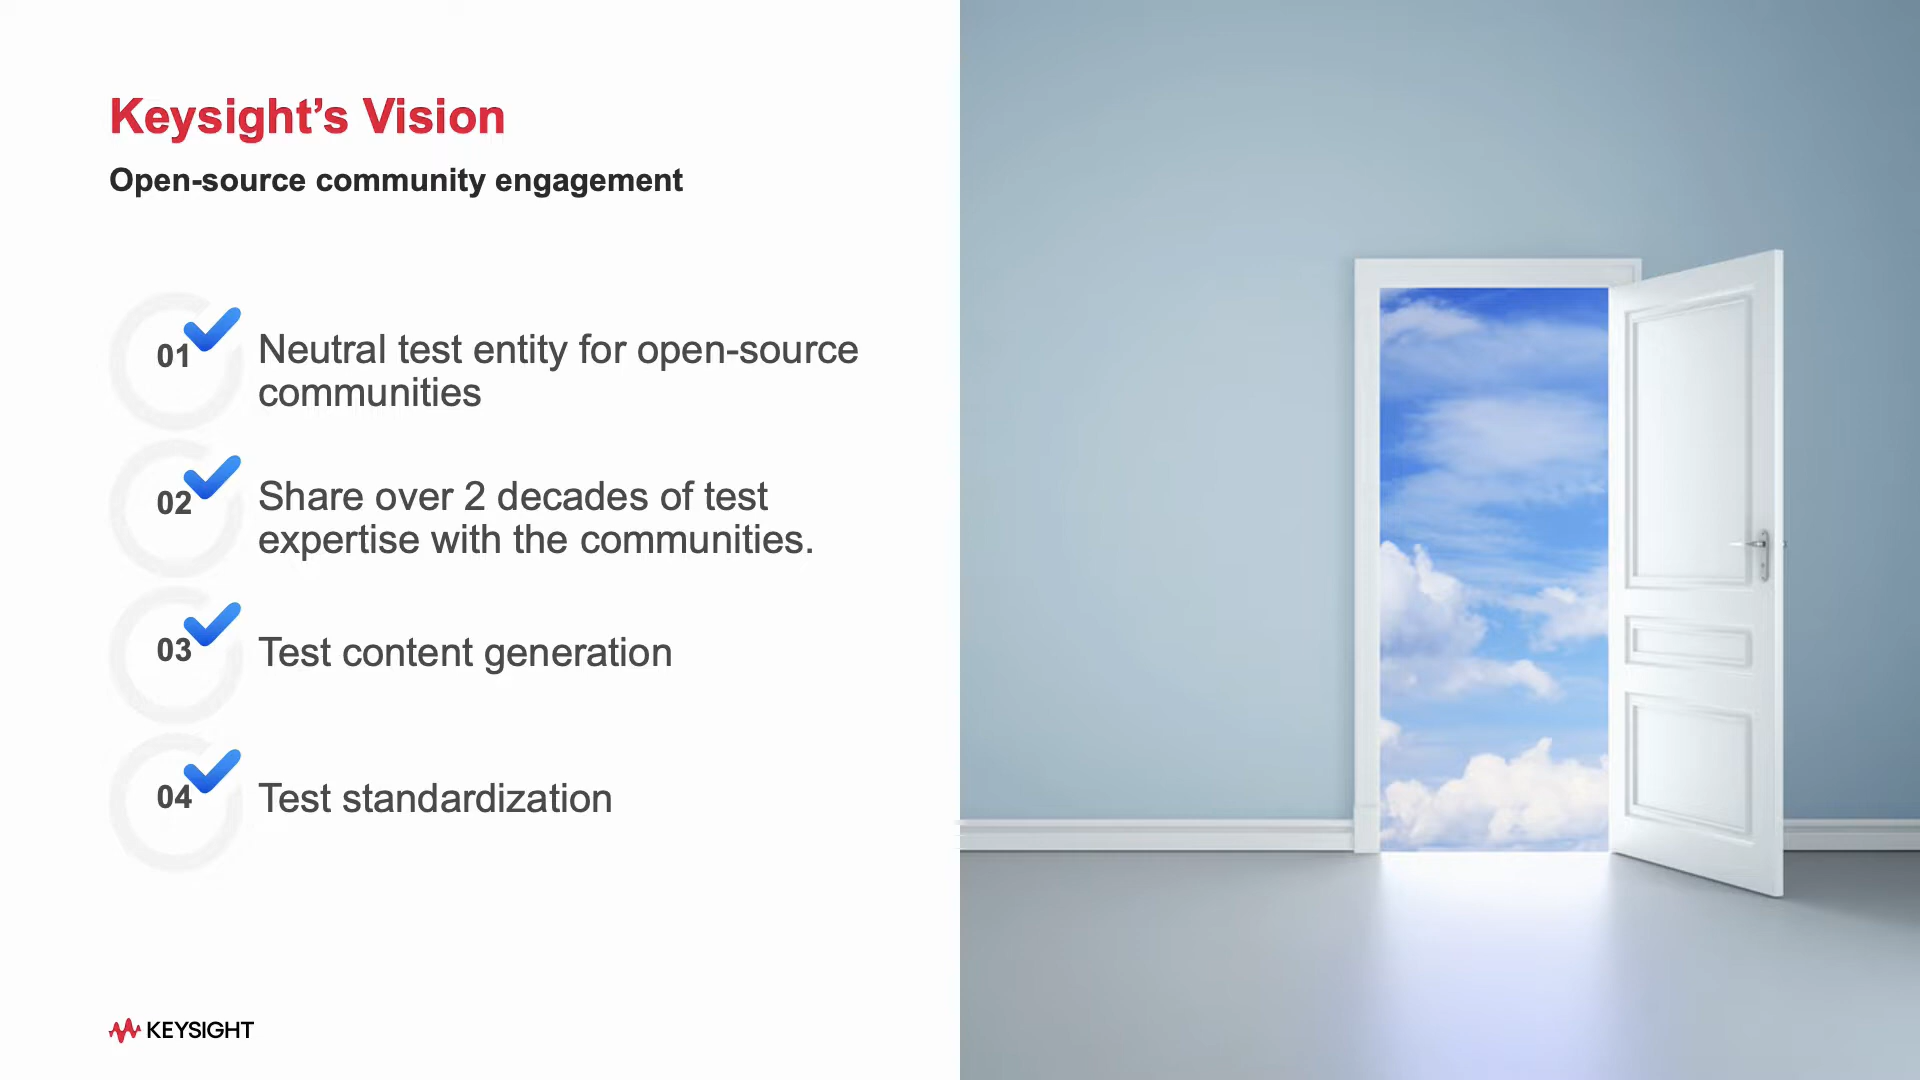 Keysight’s Vision
Open-source community engagement
01
Neutral test entity for open-source
communities
02
Share over 2 decades of test
expertise with the communities.
03
Test content generation
04
Test standardization
KEYSIGHT